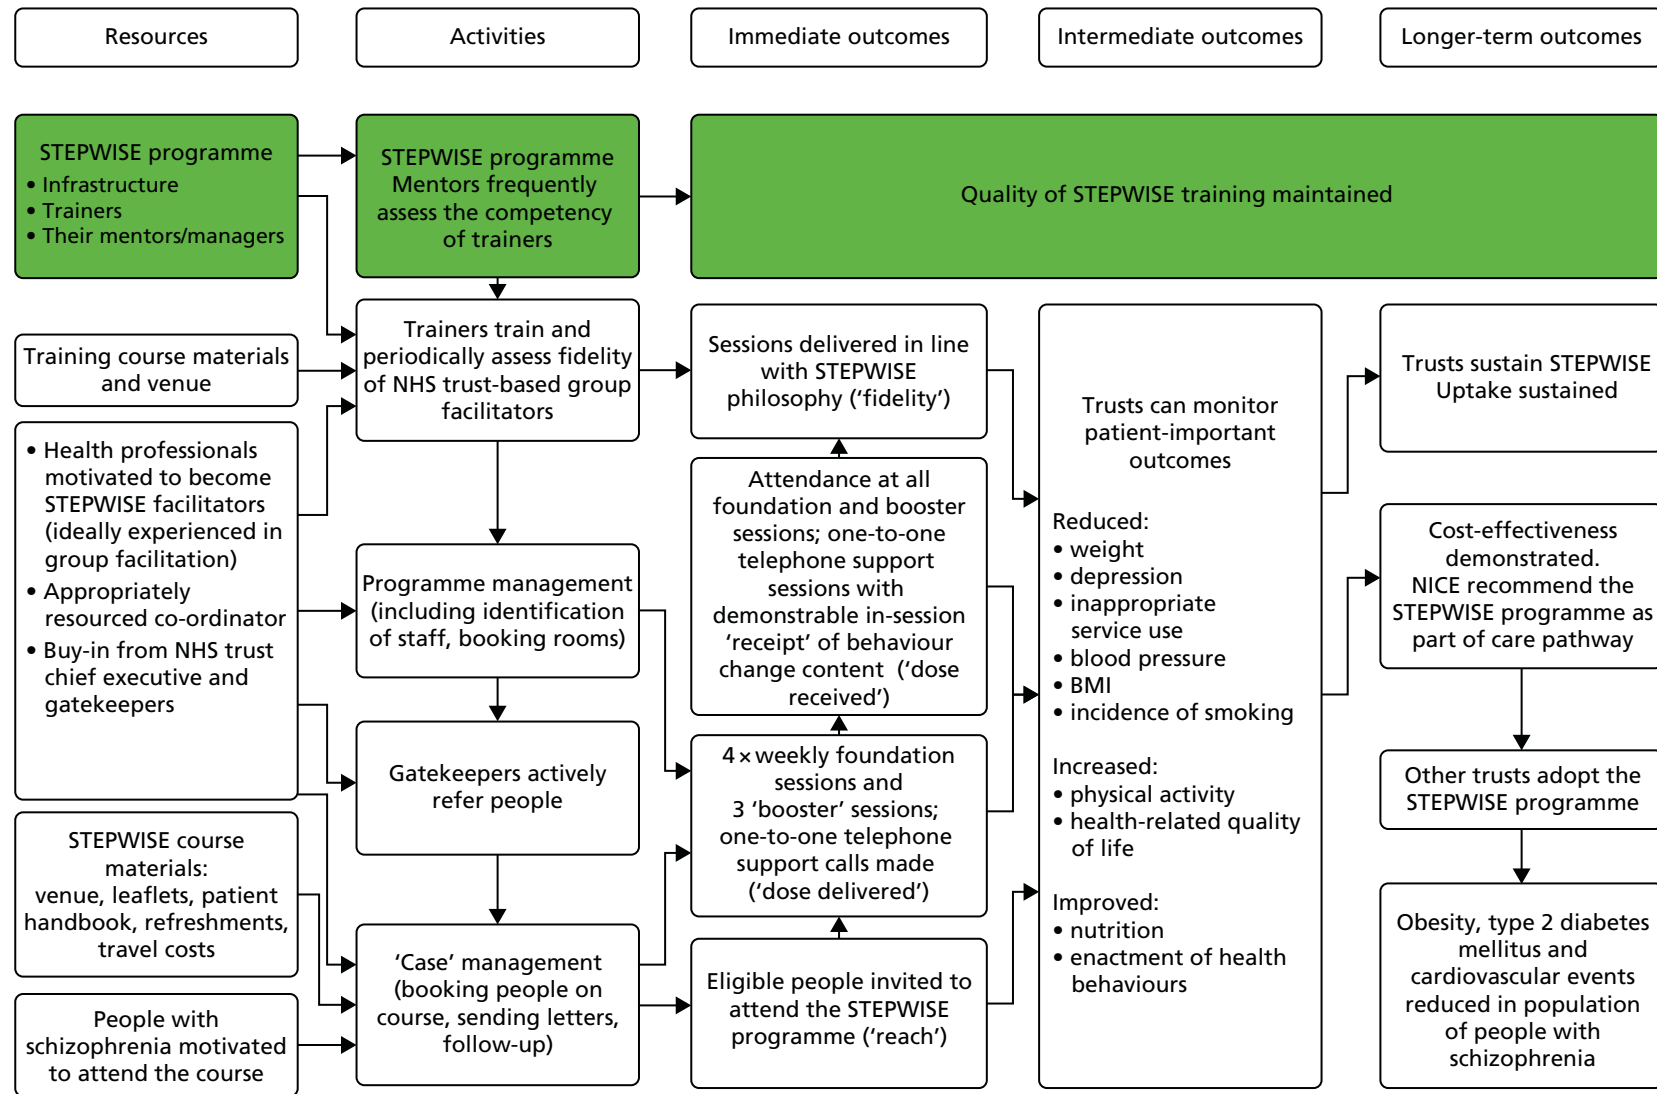 Resources
Activities
Immediate outcomes
Intermediate outcomes
Longer-term outcomes
STEPWISE programme
• Infrastructure
• Trainers
• Their mentors/managers
STEPWISE programme
Mentors frequently
assess the competency
of trainers
Quality of STEPWISE training maintained
Training course materials
and venue
• Health professionals
motivated to become
STEPWISE facilitators
(ideally experienced in
group facilitation)
• Appropriately
resourced co-ordinator
• Buy-in from NHS trust
chief executive and
gatekeepers
STEPWISE course
materials:
venue, leaflets, patient
handbook, refreshments,
travel costs
People with
schizophrenia motivated
to attend the course
Trainers train and
periodically assess fidelity
of NHS trust-based group
facilitators
Programme management
(including identification
of staff, booking rooms)
Gatekeepers actively
refer people
‘Case’ management
(booking people on
course, sending letters,
follow-up)
Sessions delivered in line
with STEPWISE
philosophy (‘fidelity’)
Attendance at all
foundation and booster
sessions; one-to-one
telephone support
sessions with
demonstrable in-session
‘receipt’ of behaviour
change content (‘dose
received’)
4 × weekly foundation
sessions and
3 ‘booster’ sessions;
one-to-one telephone
support calls made
(‘dose delivered’)
Eligible people invited to
attend the STEPWISE
programme (‘reach’)
Trusts can monitor
patient-important
outcomes
Reduced:
• weight
• depression
• inappropriate
service use
• blood pressure
• BMI
• incidence of smoking
Increased:
• physical activity
• health-related quality
of life
Improved:
• nutrition
• enactment of health
behaviours
Trusts sustain STEPWISE
Uptake sustained
Cost-effectiveness
demonstrated.
NICE recommend the
STEPWISE programme as
part of care pathway
Other trusts adopt the
STEPWISE programme
Obesity, type 2 diabetes
mellitus and
cardiovascular events
reduced in population
of people with
schizophrenia